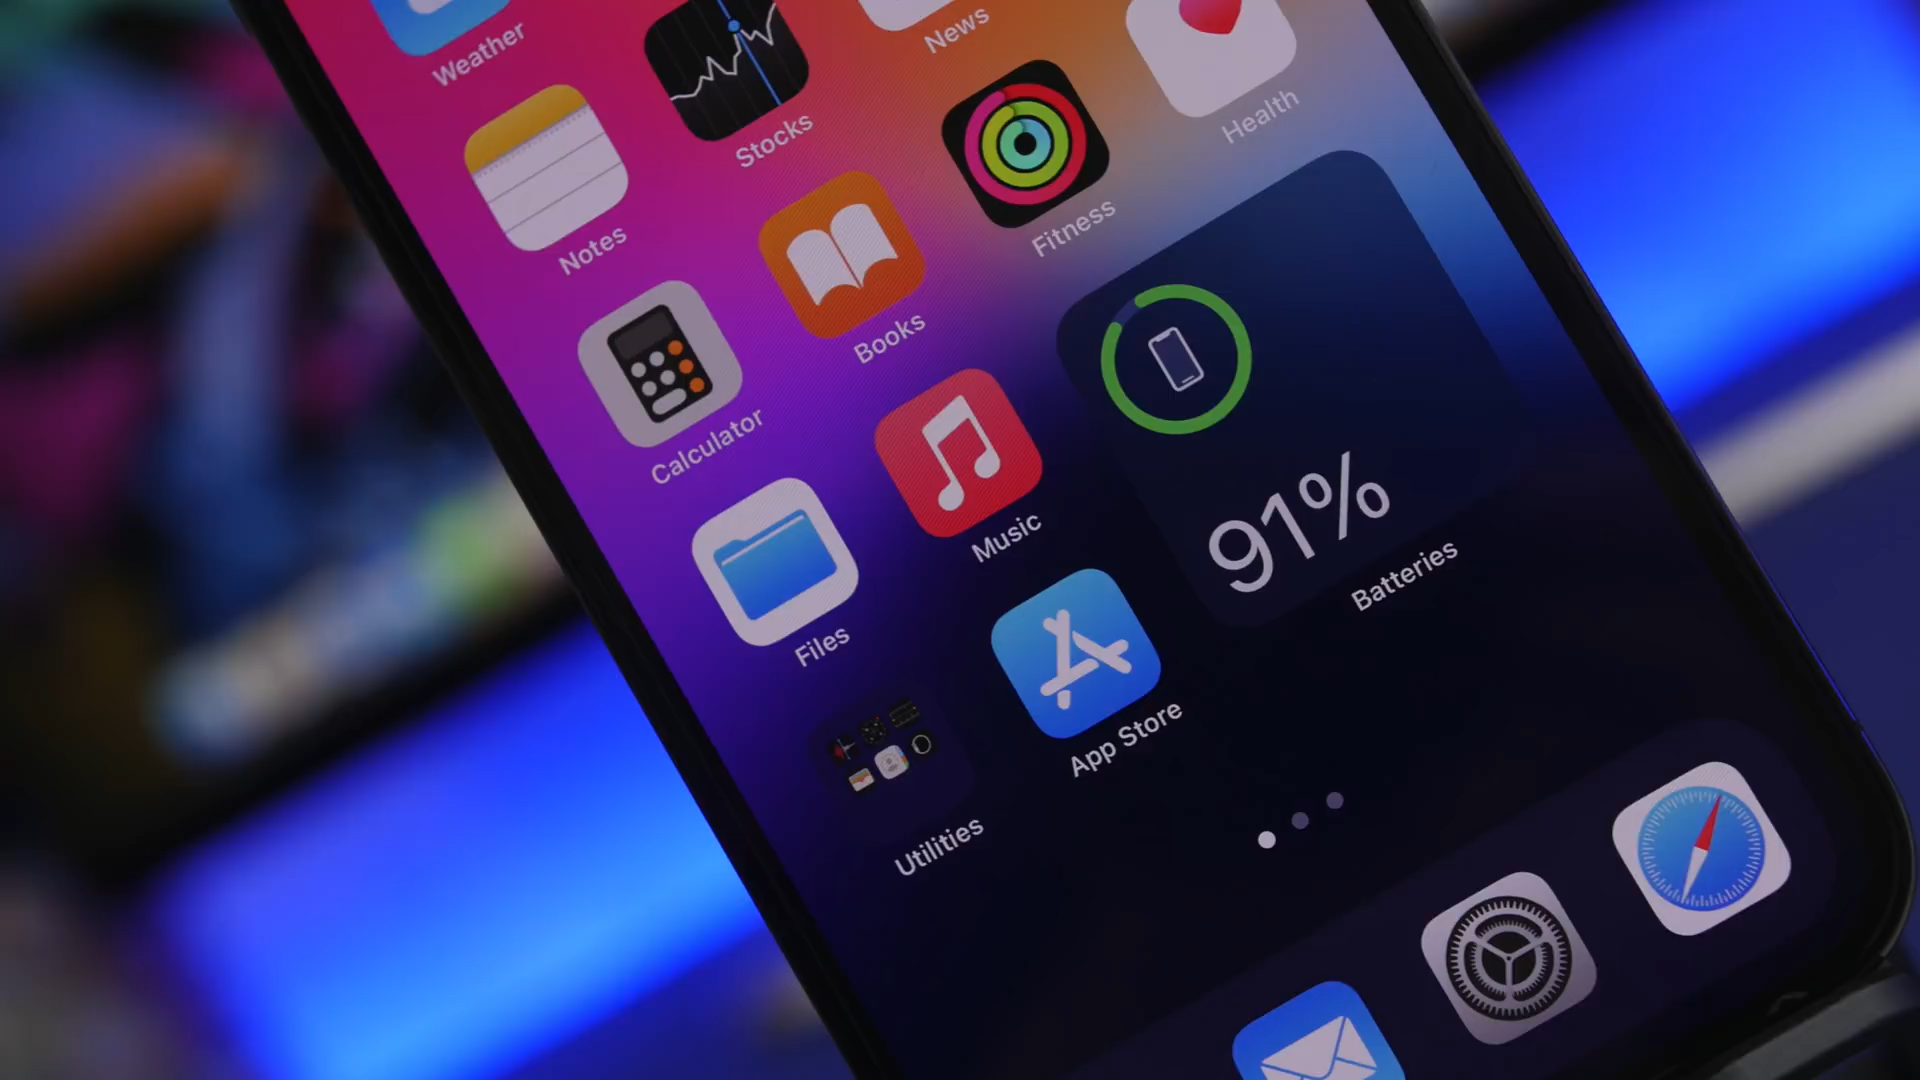 Weather
Stocks
News
Health
Notes
Books
Fitness
Calculator
Music
91%
Batteries
Files
App Store
Utilities